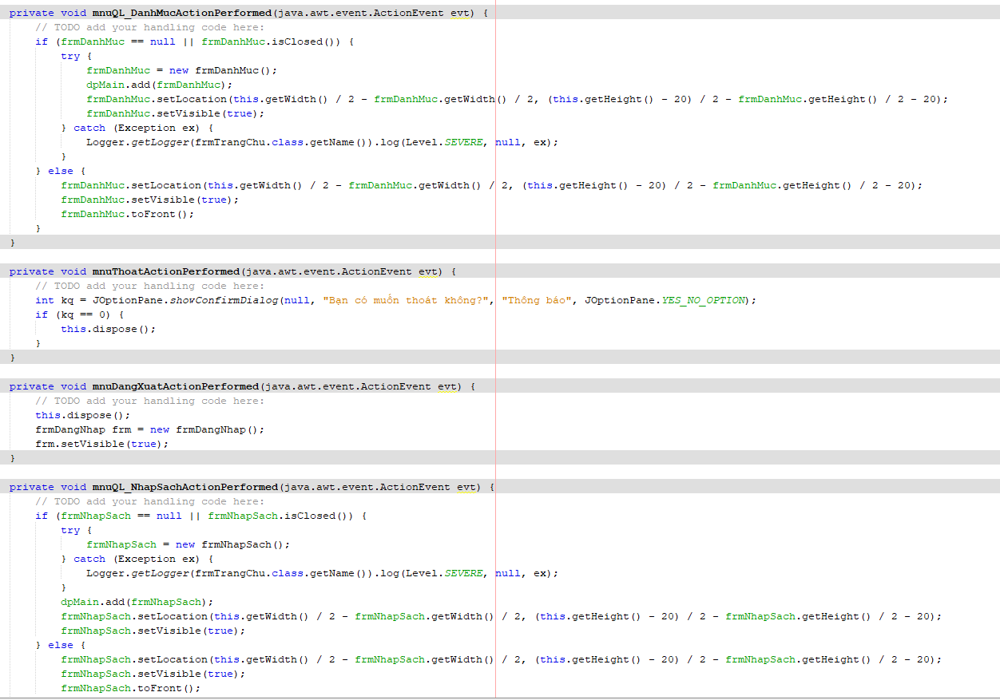 private void mnuQL_DanhMucActionPerformed(java.awt.event.ActionEvent evt) {
// TODO add your handling code here:
if (frmDanhMuc == null || frmDanhMuc.isClosed()) {
try {
frmDanhMuc = new frmDanhMuc();
dpMain.add(frmDanhMuc);
frmDanhMuc.setLocation(this.getWidth() / 2 - frmDanhMuc.getWidth() / 2, (this.getHeight() - 20) / 2 - frmDanhMuc.getHeight() / 2 - 20);
frmDanhMuc.setVisible(true);
} catch (Exception ex) {
Logger.getLogger(frmTrangChu.class.getName()).log(Level.SEVERE, null, ex);
}
} else {
frmDanhMuc.setLocation(this.getWidth() / 2 - frmDanhMuc.getWidth() / 2, (this.getHeight() - 20) / 2 - frmDanhMuc.getHeight() / 2 - 20);
frmDanhMuc.setVisible(true);
frmDanhMuc.toFront();
}
}
private void mnuThoatActionPerformed(java.awt.event.ActionEvent evt) {
// TODO add your handling code here:
int kq = JOptionPane.showConfirmDialog(null, "Bạn có muốn thoát không?", "Thông báo", JOptionPane.YES_NO_OPTION);
if (kq == 0) {
this.dispose();
}
}
private void mnuDangXuatActionPerformed(java.awt.event.ActionEvent evt) {
// TODO add your handling code here:
this.dispose();
frmDangNhap frm = new frmDangNhap();
frm.setVisible(true);
}
private void mnuQL_NhapSachActionPerformed(java.awt.event.ActionEvent evt) {
// TODO add your handling code here:
if (frmNhapSach == null || frmNhapSach.isClosed()) {
try {
frmNhapSach = new frmNhapSach();
} catch (Exception ex) {
Logger.getLogger(frmTrangChu.class.getName()).log(Level.SEVERE, null, ex);
}
dpMain.add(frmNhapSach);
frmNhapSach.setLocation(this.getWidth() / 2 - frmNhapSach.getWidth() / 2, (this.getHeight() - 20) / 2 - frmNhapSach.getHeight() / 2 - 20);
frmNhapSach.setVisible(true);
} else {
frmNhapSach.setLocation(this.getWidth() / 2 - frmNhapSach.getWidth() / 2, (this.getHeight() - 20) / 2 - frmNhapSach.getHeight() / 2 - 20);
frmNhapSach.setVisible(true);
frmNhapSach.toFront();